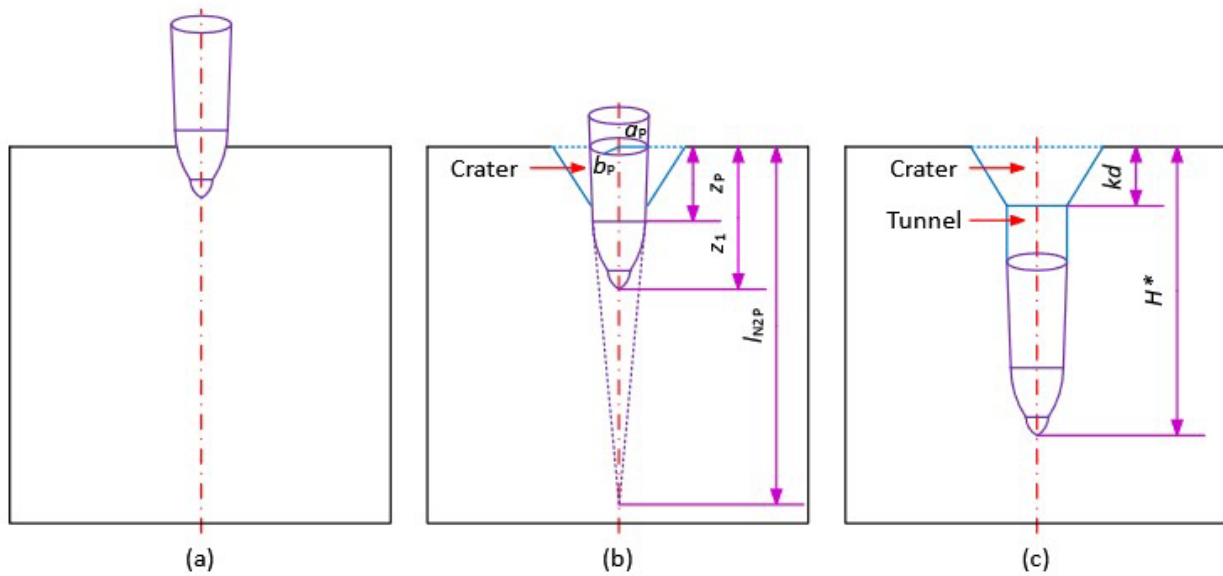 a_P
Crater
b_P
z_P
z_1
l_N2P
(b)
(a)
Crater
kd
Tunnel
H*
(c)